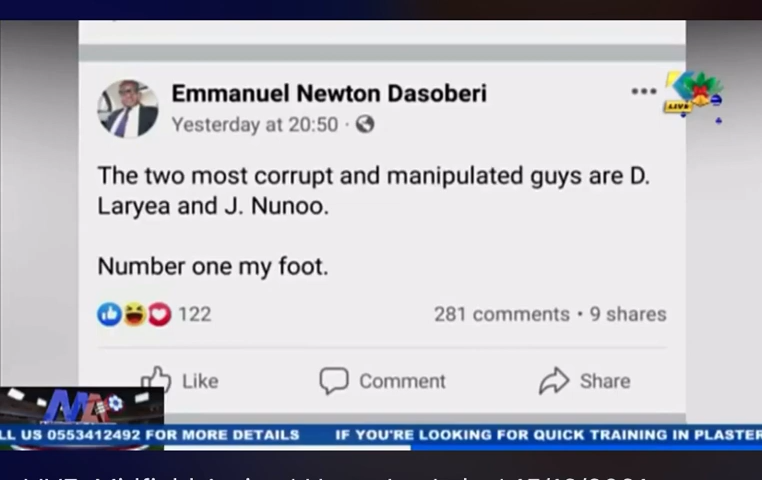 Emmanuel Newton Dasoberi
Yesterday at 20:50 ·
LIVE
The two most corrupt and manipulated guys are D.
Laryea and J. Nunoo.
Number one my foot.
122
281 comments • 9 shares
Like
Comment
Share
LL US 0553412492 FOR MORE DETAILS IF YOU'RE LOOKING FOR QUICK TRAINING IN PLASTER